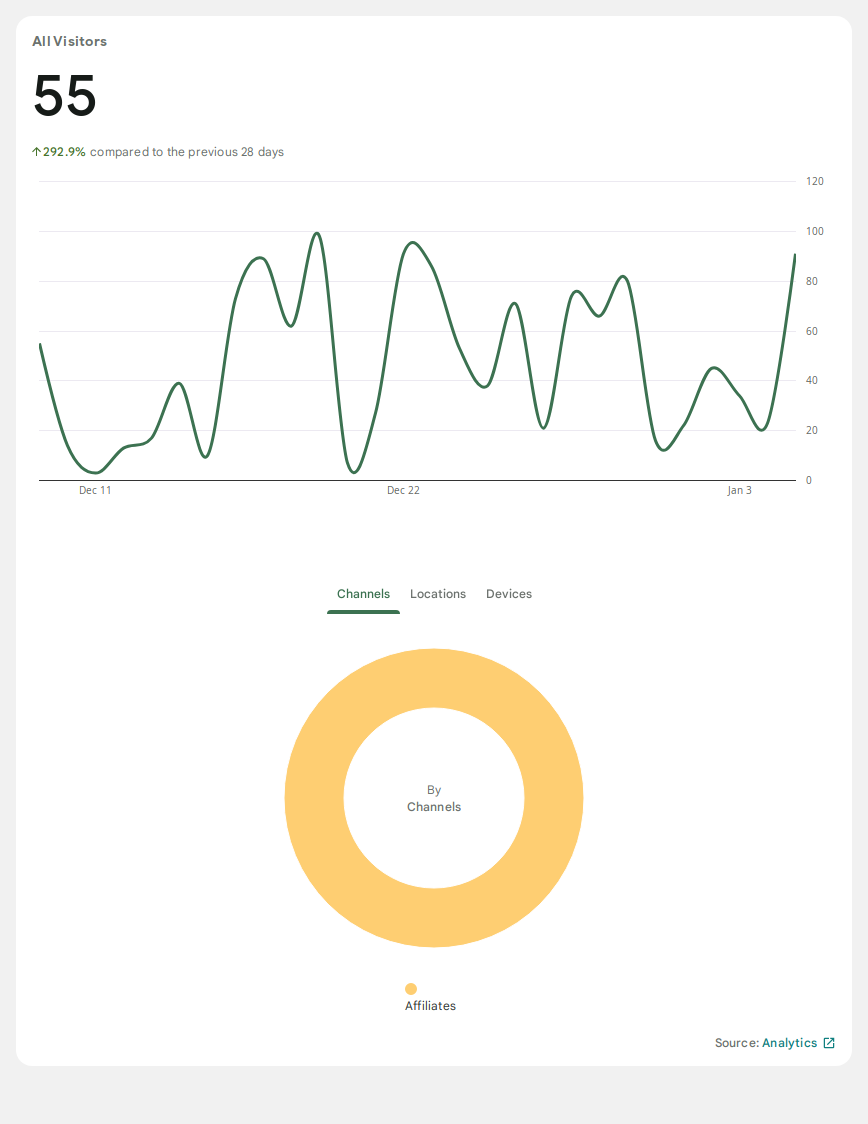 All Visitors
55
↑292.9% compared to the previous 28 days
120
100
80
60
40
20
0
Dec 11 Dec 22 Jan 3
Channels Locations Devices
By
Channels
Affiliates
Source: Analytics